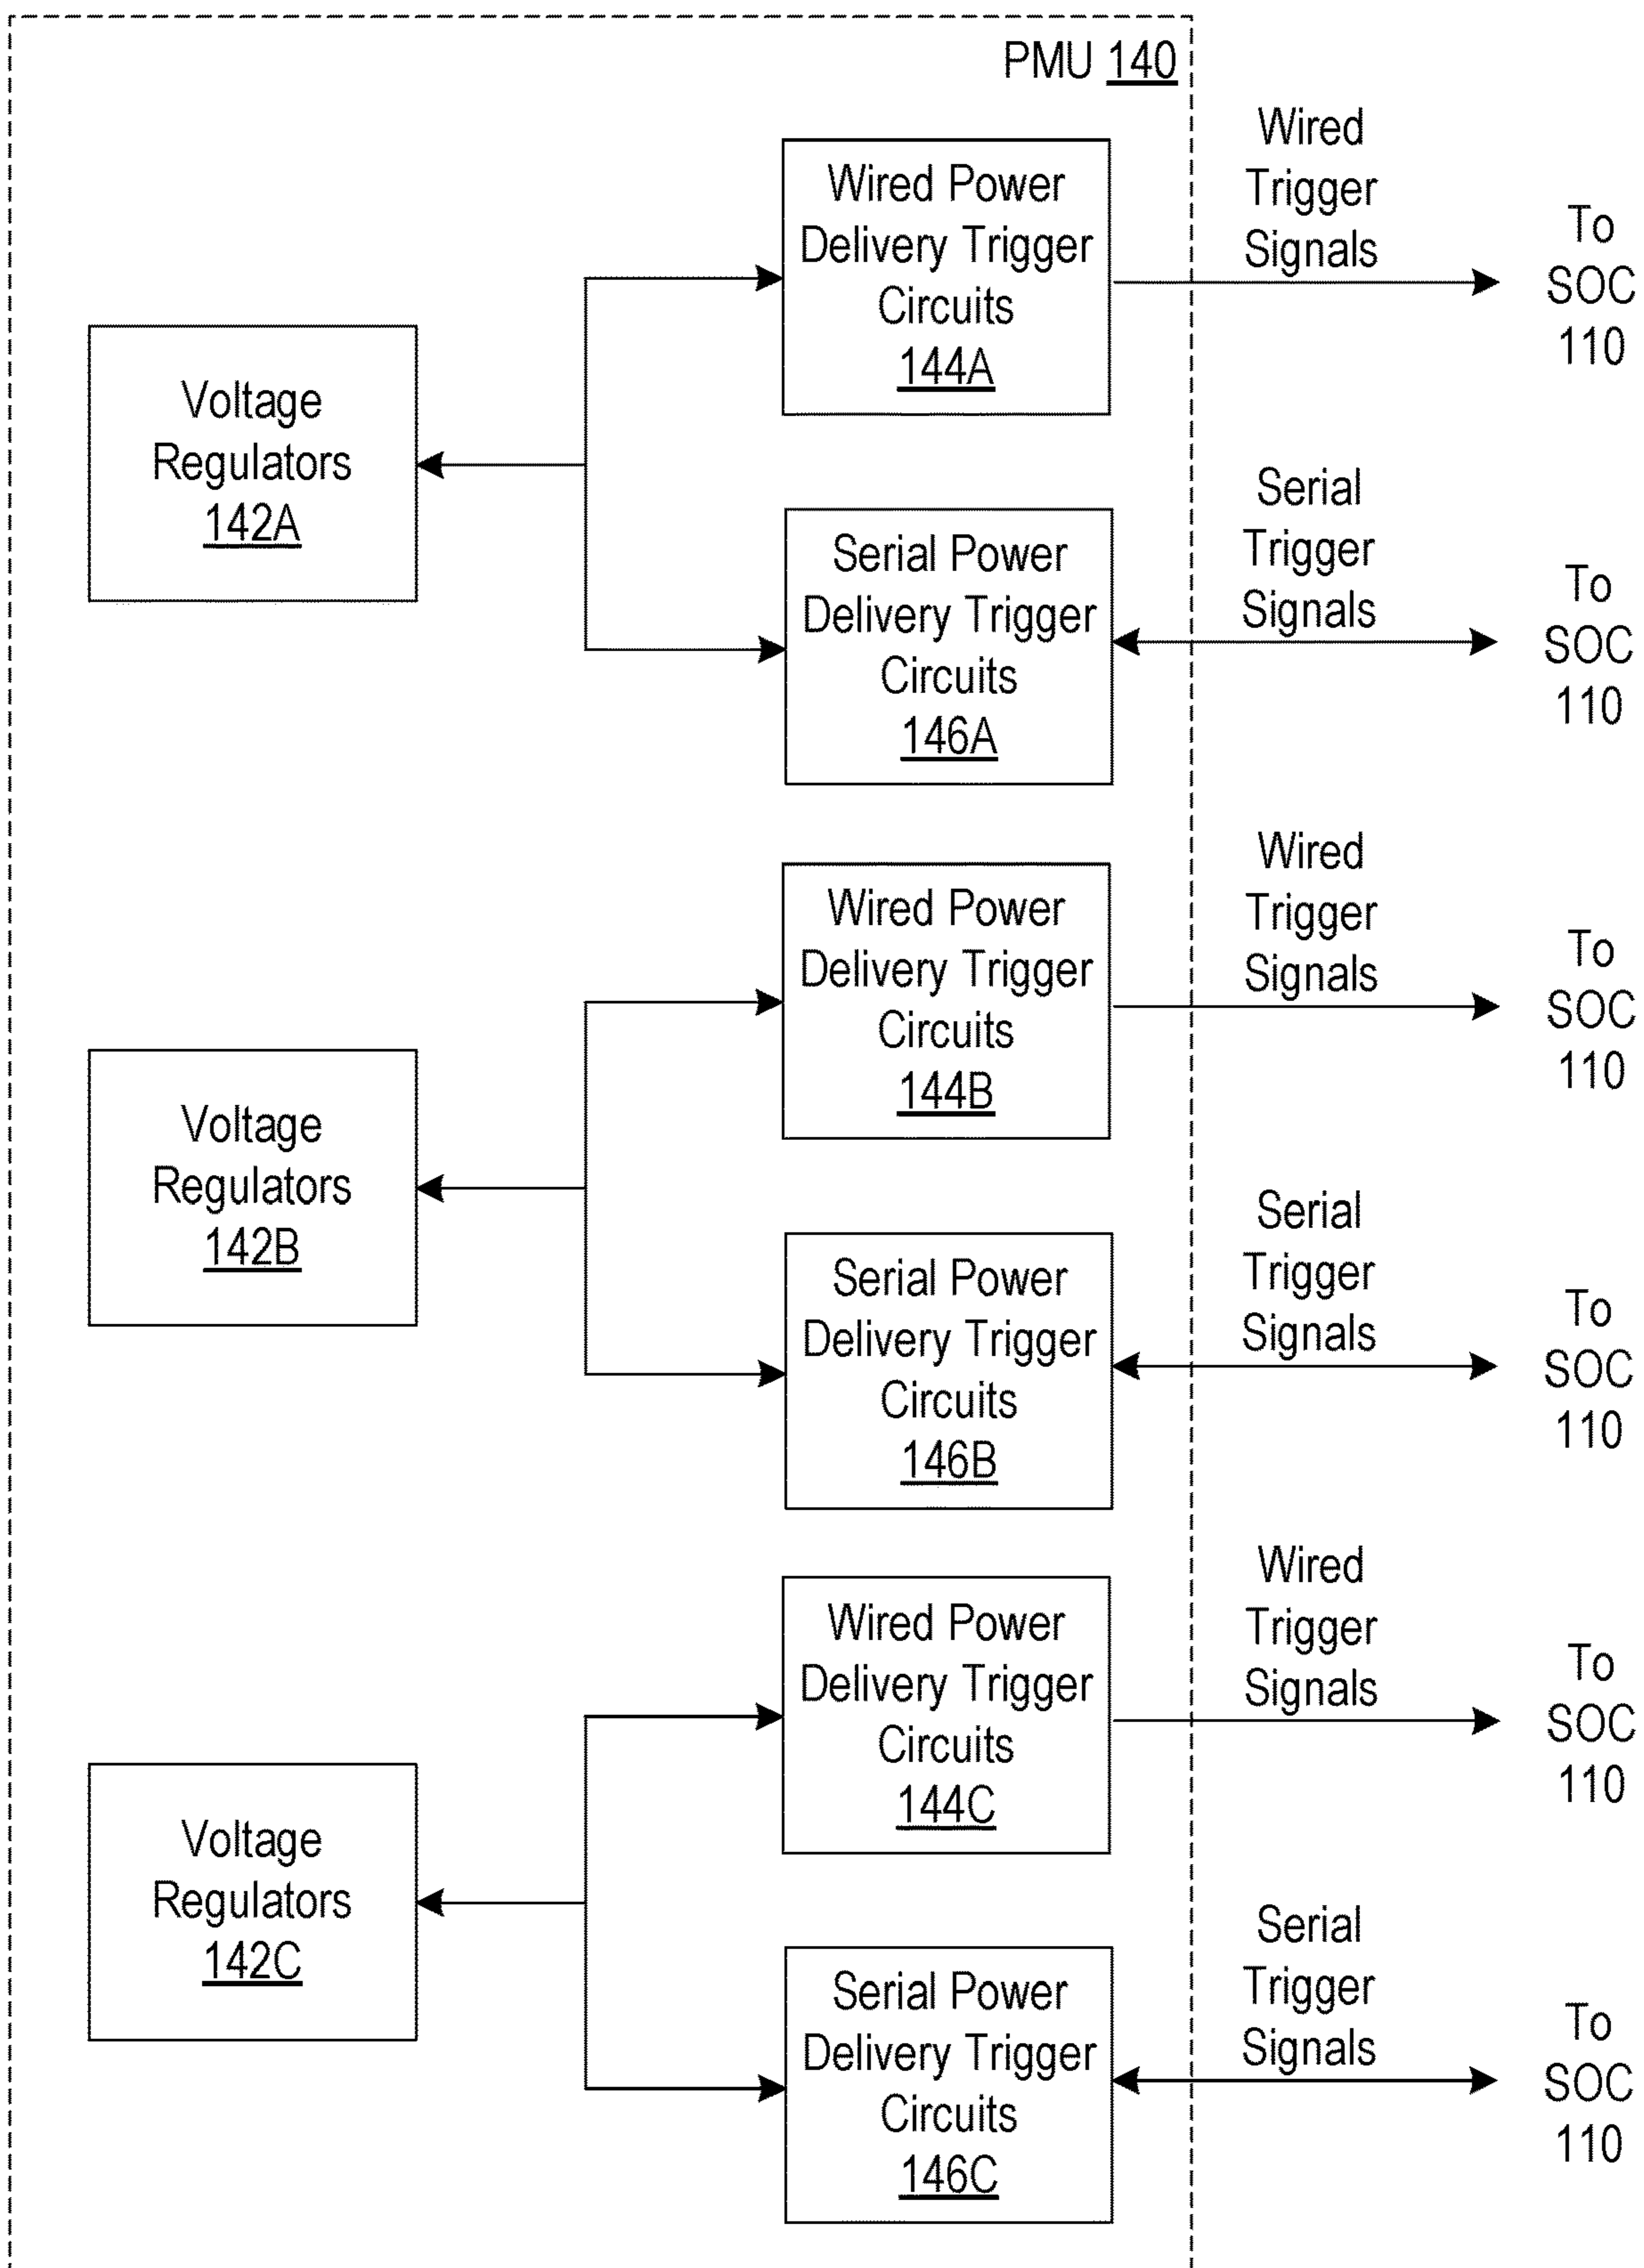 PMU 140
Wired
Trigger
Signals
Wired Power
Delivery Trigger
Circuits
144A
To
SOC
110
Voltage
Regulators
142A
Serial
Trigger
Signals
Serial Power
Delivery Trigger
Circuits
146A
To
SOC
110
Wired
Trigger
Signals
Wired Power
Delivery Trigger
Circuits
144B
To
SOC
110
Voltage
Regulators
142B
Serial
Trigger
Signals
Serial Power
Delivery Trigger
Circuits
146B
To
SOC
110
Wired
Trigger
Signals
Wired Power
Delivery Trigger
Circuits
144C
To
SOC
110
Voltage
Regulators
142C
Serial
Trigger
Signals
Serial Power
Delivery Trigger
Circuits
146C
To
SOC
110